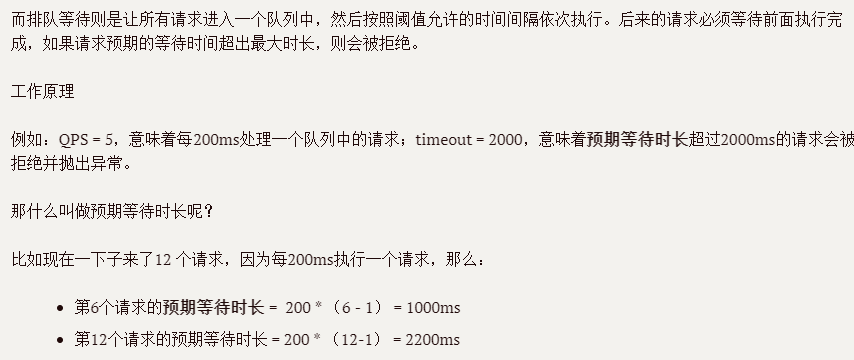 而排队等待则是让所有请求进入一个队列中，然后按照阈值允许的时间间隔依次执行。后来的请求必须等待前面执行完
成，如果请求预期的等待时间超出最大时长，则会被拒绝。
工作原理
例如：QPS = 5，意味着每200ms处理一个队列中的请求；timeout = 2000，意味着预期等待时长超过2000ms的请求会被
拒绝并抛出异常。
那什么叫做预期等待时长呢？
比如现在一下子来了12 个请求，因为每200ms执行一个请求，那么：
• 第6个请求的预期等待时长 = 200 * （6 - 1） = 1000ms
• 第12个请求的预期等待时长 = 200 * （12-1） = 2200ms